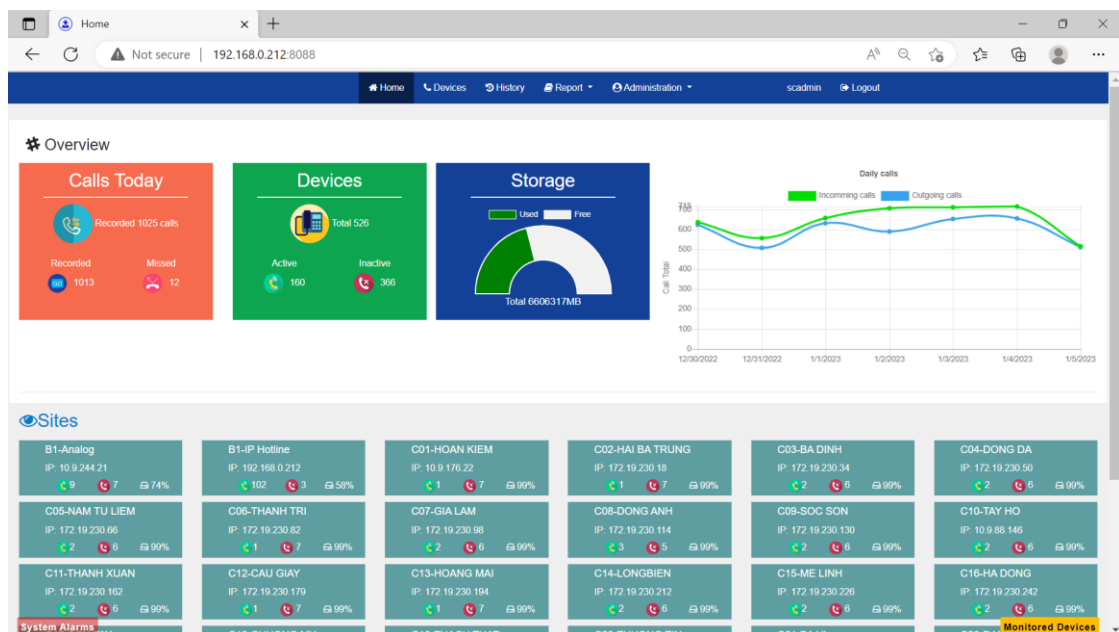 Home
Not secure | 192.168.0.212:8088
Home Devices History Report Administration scadmin Logout
Overview
Calls Today
Recorded 1025 calls
Recorded Missed
1013 12
Devices
Total 526
Active Inactive
160 366
Storage
Used Free
Total 6606317MB
Daily calls
Incomming calls Outgoing calls
Call Total
715
700
600
500
400
300
200
100
0
12/30/2022 12/31/2022 1/1/2023 1/2/2023 1/3/2023 1/4/2023 1/5/2023
Sites
B1-Analog
IP: 10.9.244.21
9 7 74%
B1-IP Hotline
IP: 192.168.0.212
102 3 58%
C01-HOAN KIEM
IP: 10.9.176.22
1 7 99%
C02-HAI BA TRUNG
IP: 172.19.230.18
1 7 99%
C03-BA DINH
IP: 172.19.230.34
2 6 99%
C04-DONG DA
IP: 172.19.230.50
2 6 99%
C05-NAM TU LIEM
IP: 172.19.230.66
2 6 99%
C06-THANH TRI
IP: 172.19.230.82
1 7 99%
C07-GIA LAM
IP: 172.19.230.98
2 6 99%
C08-DONG ANH
IP: 172.19.230.114
3 5 99%
C09-SOC SON
IP: 172.19.230.130
2 6 99%
C10-TAY HO
IP: 10.9.88.146
2 6 99%
C11-THANH XUAN
IP: 172.19.230.162
2 6 99%
C12-CAU GIAY
IP: 172.19.230.179
1 7 99%
C13-HOANG MAI
IP: 172.19.230.194
1 7 99%
C14-LONGBIEN
IP: 172.19.230.212
2 6 99%
C15-ME LINH
IP: 172.19.230.226
2 6 99%
C16-HA DONG
IP: 172.19.230.242
2 6 99%
System Alarms
Monitored Devices